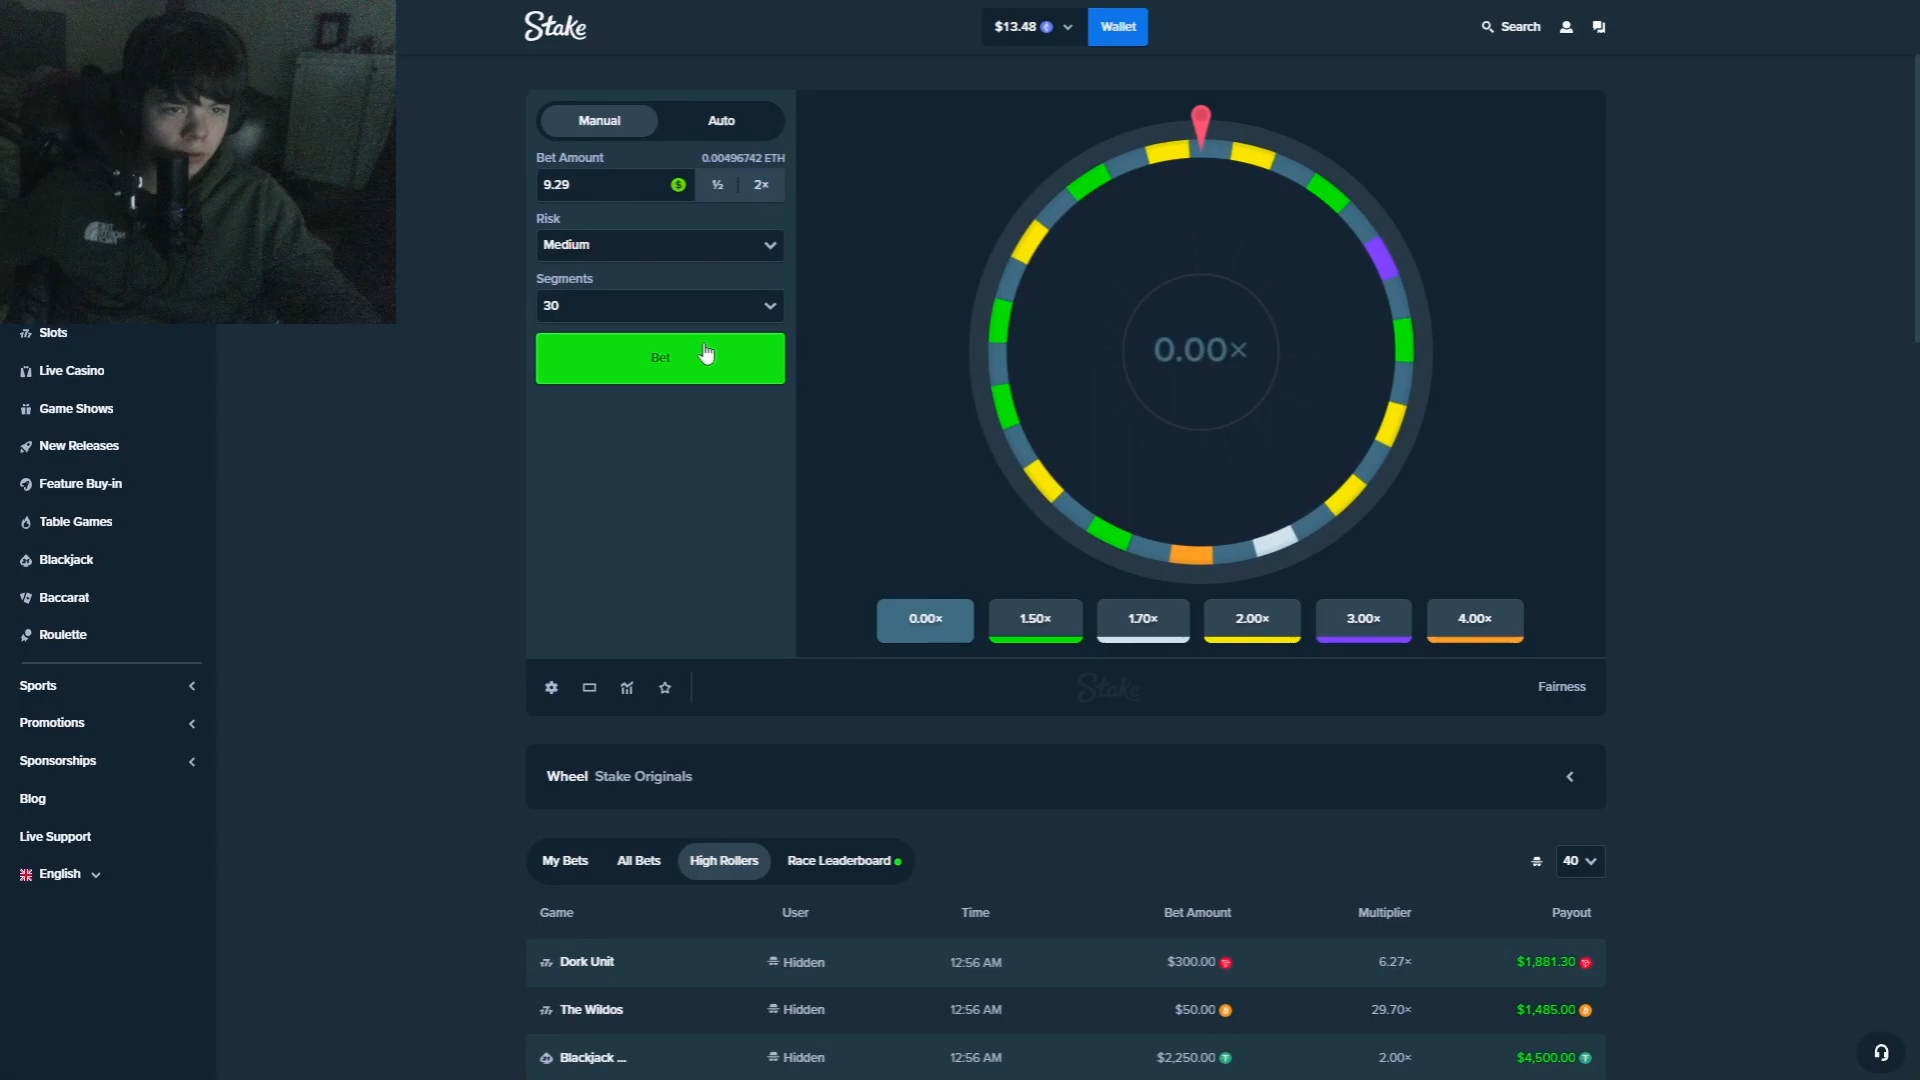 Stake
$13.48
Wallet
Search
Manual
Auto
Bet Amount
0.00496742 ETH
9.29
½
2×
Risk
Medium
Segments
30
Bet
0.00×
0.00×
1.50×
1.70×
2.00×
3.00×
4.00×
Slots
Live Casino
Game Shows
New Releases
Feature Buy-in
Table Games
Blackjack
Baccarat
Roulette
Sports
Promotions
Sponsorships
Blog
Live Support
English
Stake
Fairness
Wheel Stake Originals
My Bets
All Bets
High Rollers
Race Leaderboard
40
Game User Time Bet Amount Multiplier Payout
Dork Unit Hidden 12:56 AM $300.00 6.27× $1,881.30
The Wildos Hidden 12:56 AM $50.00 29.70× $1,485.00
Blackjack ... Hidden 12:56 AM $2,250.00 2.00× $4,500.00